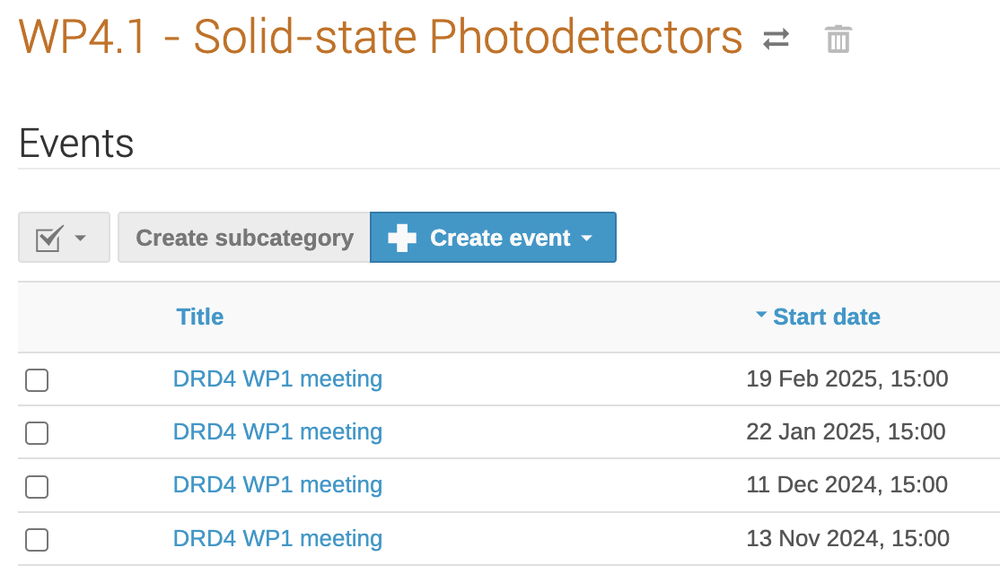 WP4.1 - Solid-state Photodetectors
Events
Create subcategory Create event
Title Start date
DRD4 WP1 meeting 19 Feb 2025, 15:00
DRD4 WP1 meeting 22 Jan 2025, 15:00
DRD4 WP1 meeting 11 Dec 2024, 15:00
DRD4 WP1 meeting 13 Nov 2024, 15:00